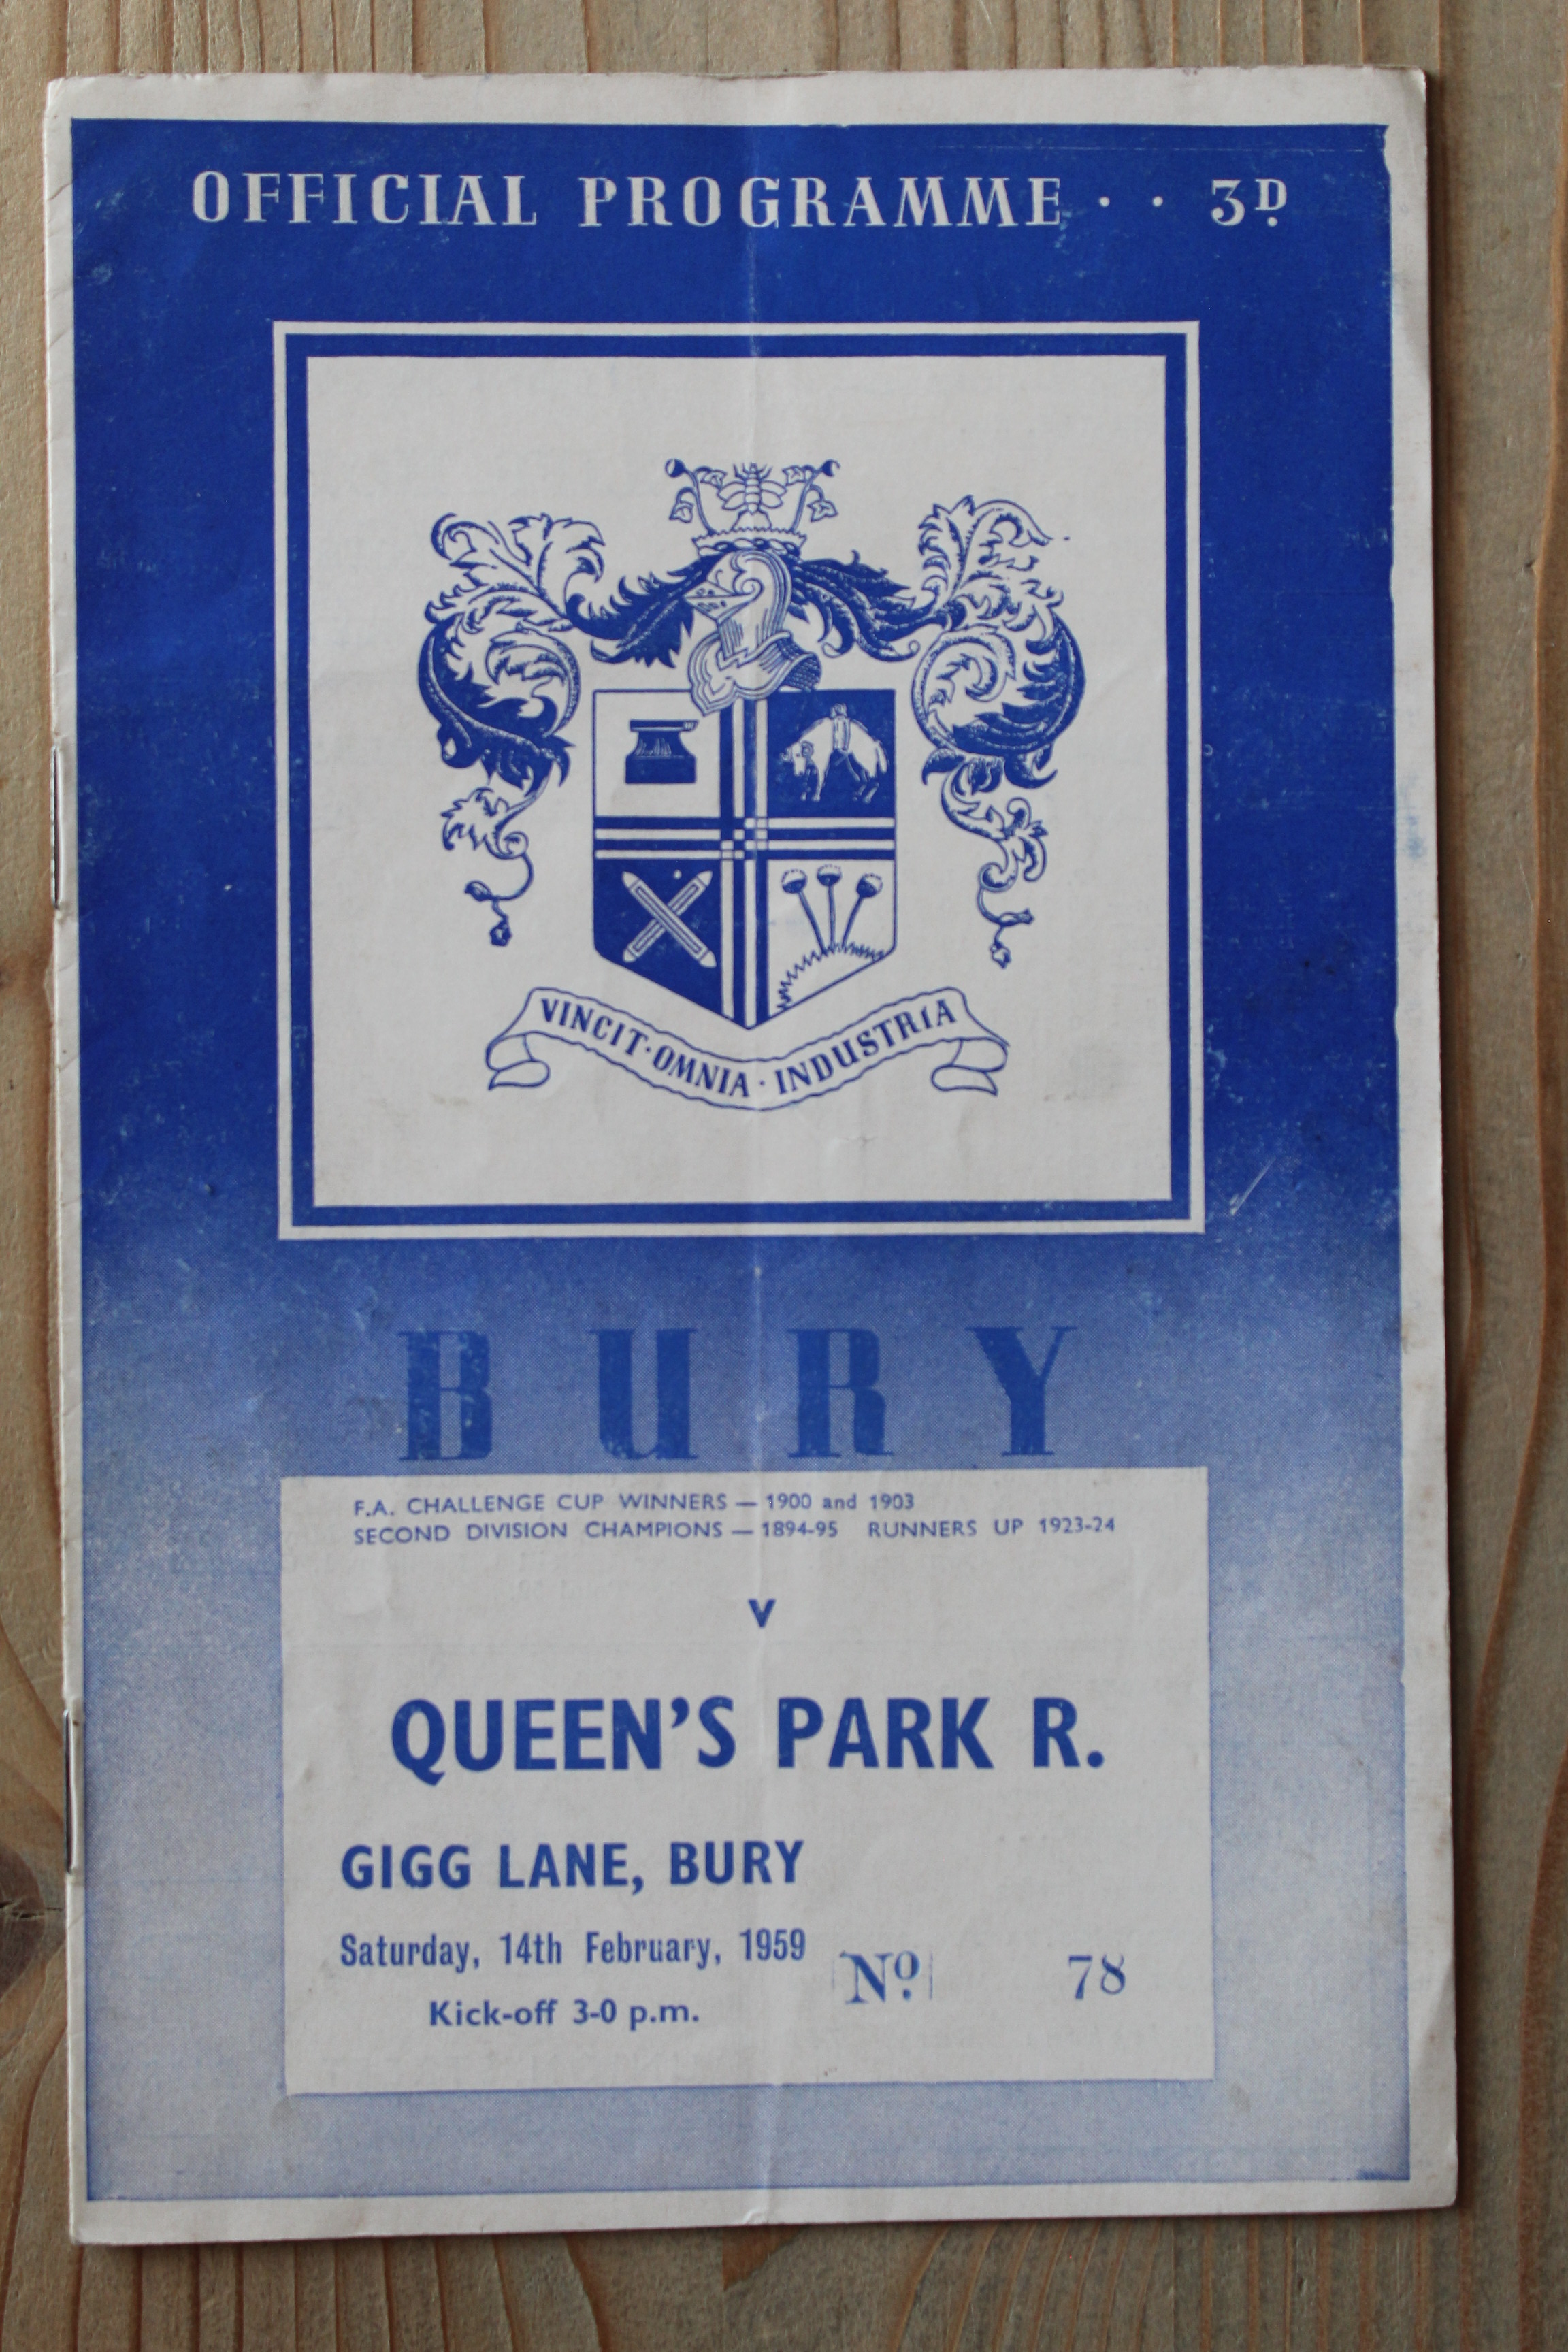 OFFICIAL PROGRAMME · · 3D.
VINCIT · OMNIA · INDUSTRIA
BURY
F.A. CHALLENGE CUP WINNERS — 1900 and 1903
SECOND DIVISION CHAMPIONS — 1894-95 RUNNERS UP 1923-24
v
QUEEN'S PARK R.
GIGG LANE, BURY
Saturday, 14th February, 1959
Kick-off 3-0 p.m.
Nº 78